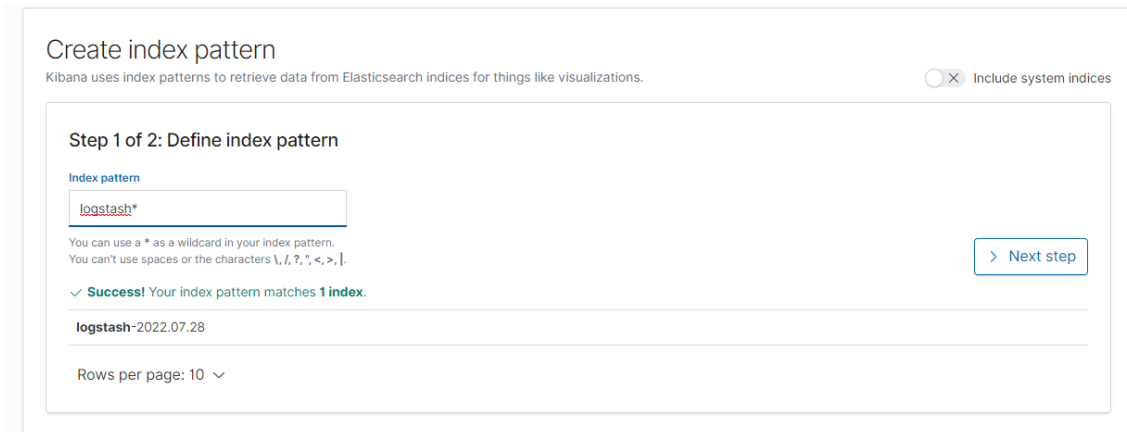 Create index pattern
Kibana uses index patterns to retrieve data from Elasticsearch indices for things like visualizations.
Include system indices
Step 1 of 2: Define index pattern
Index pattern
logstash*
You can use a * as a wildcard in your index pattern.
You can't use spaces or the characters \, /, ?, ", <, >, |.
Next step
Success! Your index pattern matches 1 index.
logstash-2022.07.28
Rows per page: 10